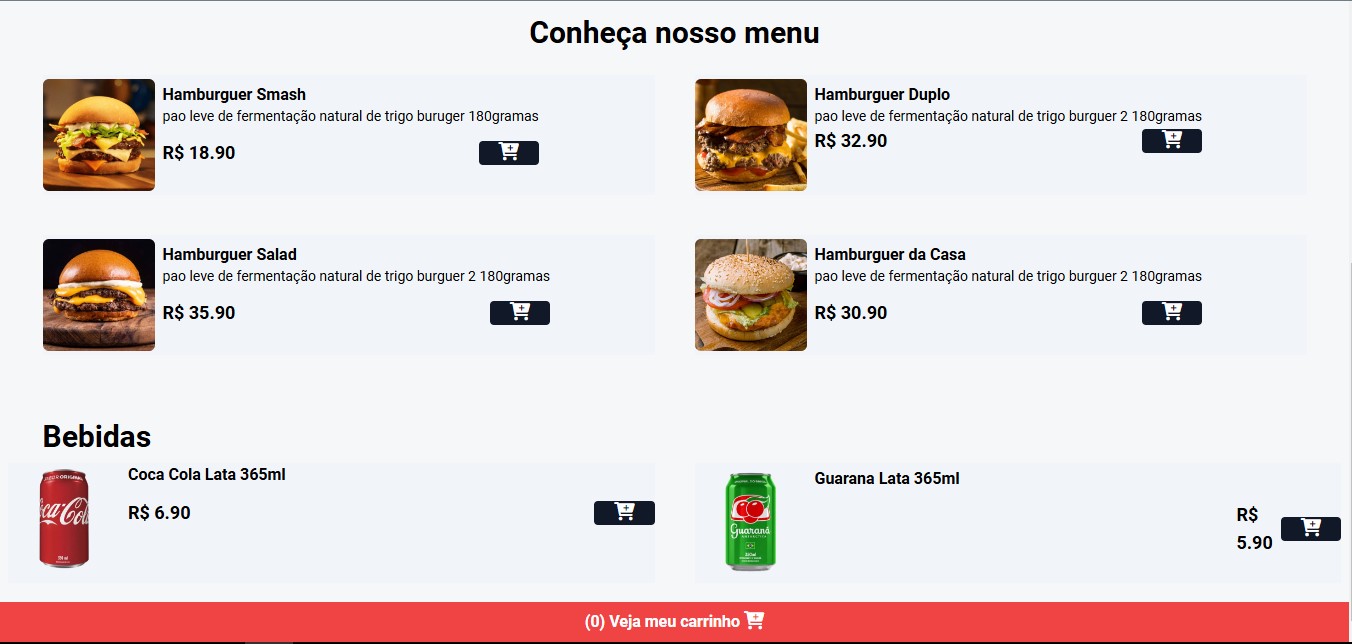 Conheça nosso menu
Hamburguer Smash
pao leve de fermentação natural de trigo buruger 180gramas
R$ 18.90
Hamburguer Duplo
pao leve de fermentação natural de trigo burguer 2 180gramas
R$ 32.90
Hamburguer Salad
pao leve de fermentação natural de trigo burguer 2 180gramas
R$ 35.90
Hamburguer da Casa
pao leve de fermentação natural de trigo burguer 2 180gramas
R$ 30.90
Bebidas
Coca Cola Lata 365ml
R$ 6.90
Guarana Lata 365ml
Guaraná
R$
5.90
(0) Veja meu carrinho